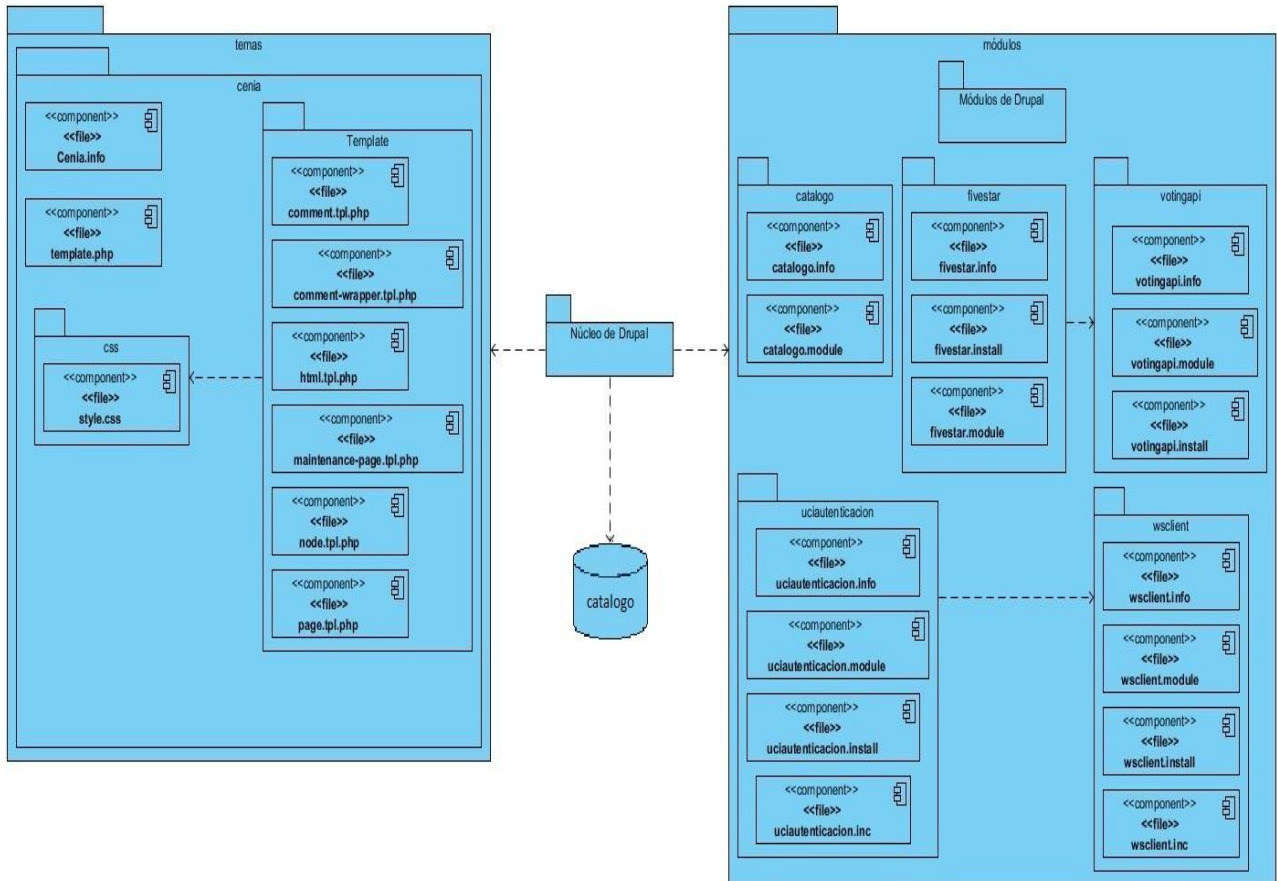 temas
cenia
<<component>>
<<file>>
Cenia.info
<<component>>
<<file>>
template.php
css
<<component>>
<<file>>
style.css
Template
<<component>>
<<file>>
comment.tpl.php
<<component>>
<<file>>
comment-wrapper.tpl.php
<<component>>
<<file>>
html.tpl.php
<<component>>
<<file>>
maintenance-page.tpl.php
<<component>>
<<file>>
node.tpl.php
<<component>>
<<file>>
page.tpl.php
Núcleo de Drupal
catalogo
módulos
Módulos de Drupal
catalogo
<<component>>
<<file>>
catalogo.info
<<component>>
<<file>>
catalogo.module
fivestar
<<component>>
<<file>>
fivestar.info
<<component>>
<<file>>
fivestar.install
<<component>>
<<file>>
fivestar.module
votingapi
<<component>>
<<file>>
votingapi.info
<<component>>
<<file>>
votingapi.module
<<component>>
<<file>>
votingapi.install
uciautenticacion
<<component>>
<<file>>
uciautenticacion.info
<<component>>
<<file>>
uciautenticacion.module
<<component>>
<<file>>
uciautenticacion.install
<<component>>
<<file>>
uciautenticacion.inc
wsclient
<<component>>
<<file>>
wsclient.info
<<component>>
<<file>>
wsclient.module
<<component>>
<<file>>
wsclient.install
<<component>>
<<file>>
wsclient.inc